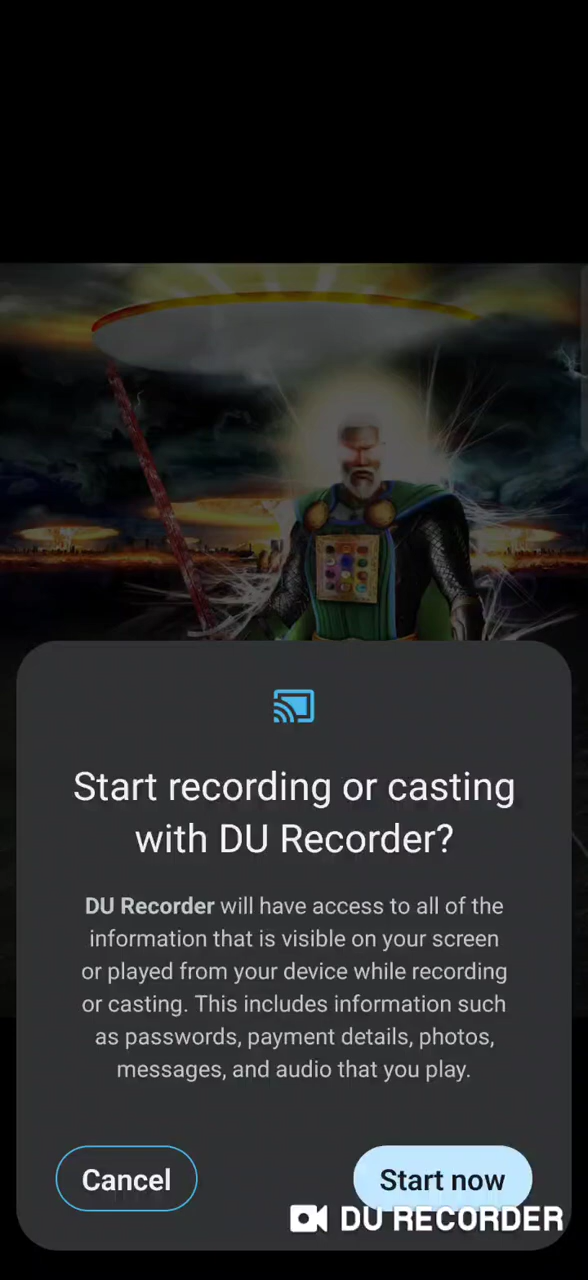 Start recording or casting
with DU Recorder?
DU Recorder will have access to all of the
information that is visible on your screen
or played from your device while recording
or casting. This includes information such
as passwords, payment details, photos,
messages, and audio that you play.
Cancel
Start now
DU RECORDER